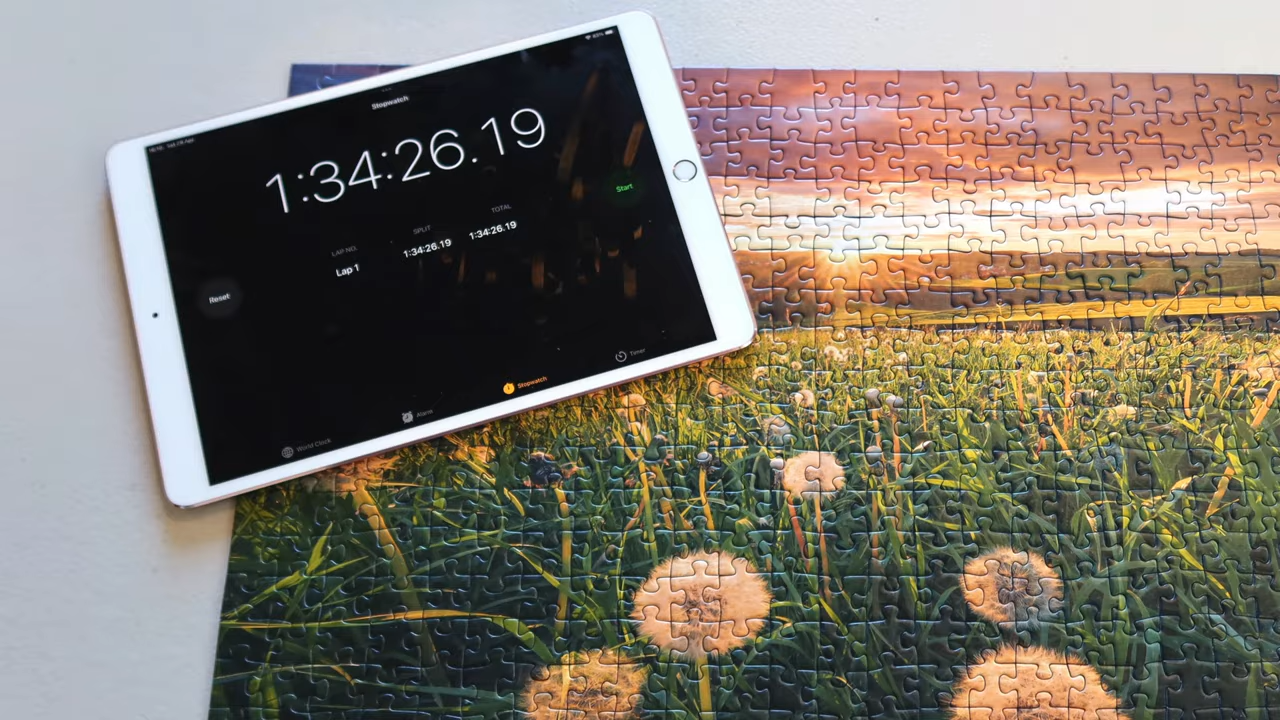 Stopwatch
1:34:26.19
Start
LAP NO. SPLIT TOTAL
Lap 1 1:34:26.19 1:34:26.19
Reset
World Clock Alarm Stopwatch Timer